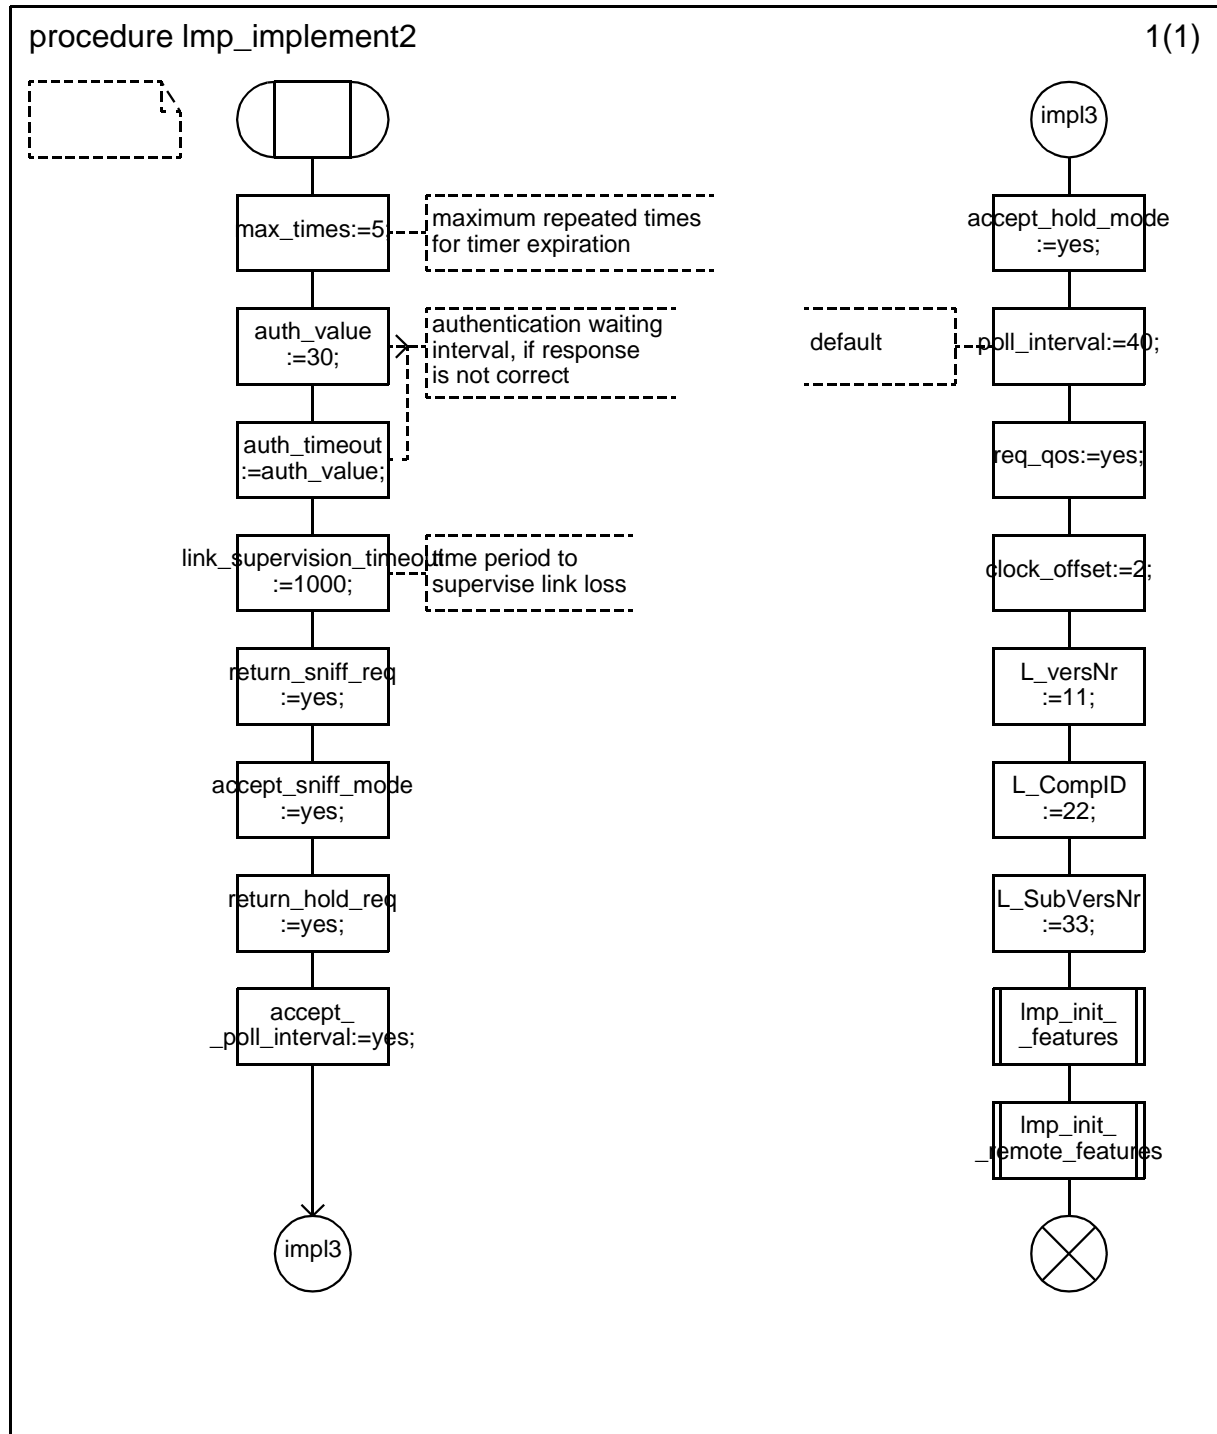 procedure lmp_implement2
1(1)
max_times:=5;
maximum repeated times
for timer expiration
auth_value
:=30;
authentication waiting
interval, if response
is not correct
auth_timeout
:=auth_value;
link_supervision_timeout
:=1000;
time period to
supervise link loss
return_sniff_req
:=yes;
accept_sniff_mode
:=yes;
return_hold_req
:=yes;
accept_
_poll_interval:=yes;
impl3
impl3
accept_hold_mode
:=yes;
default
poll_interval:=40;
req_qos:=yes;
clock_offset:=2;
L_versNr
:=11;
L_CompID
:=22;
L_SubVersNr
:=33;
lmp_init_
_features
lmp_init_
_remote_features